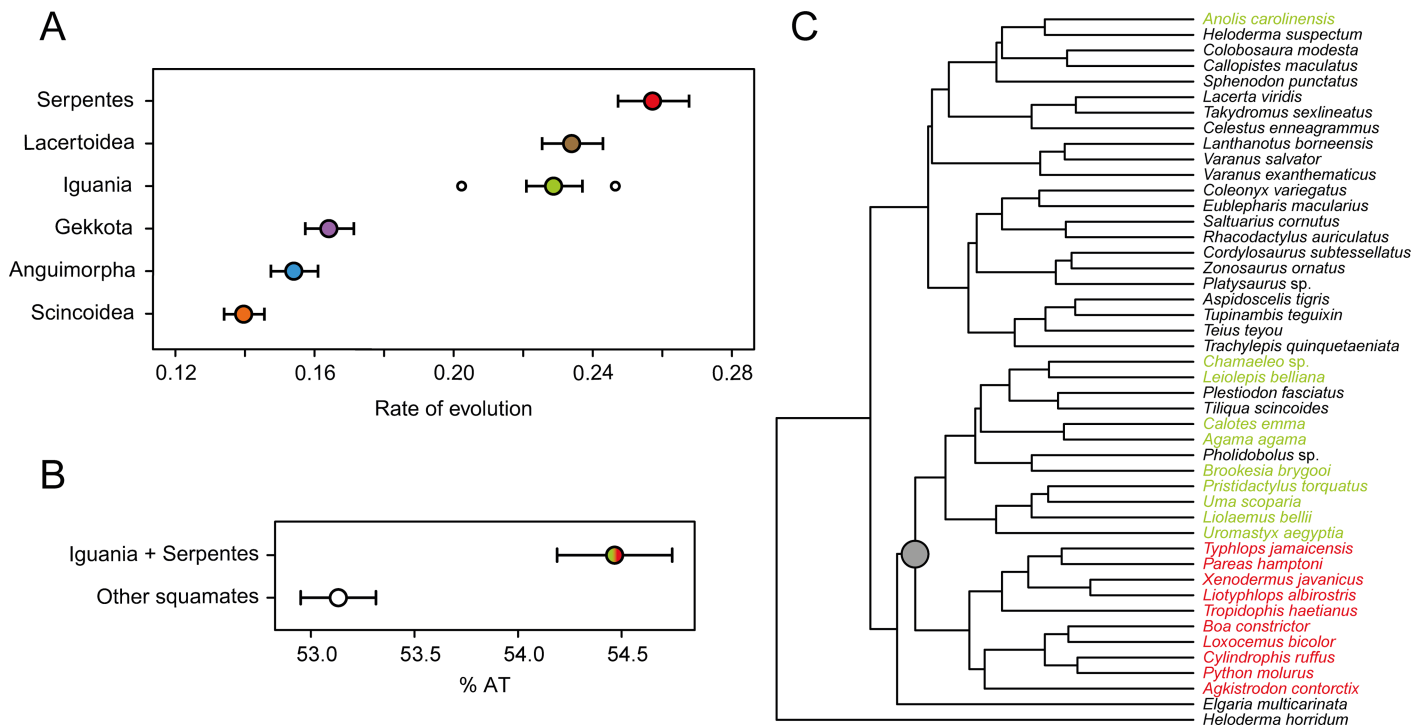 A
Serpentes
Lacertoidea
Iguania
Gekkota
Anguimorpha
Scincoidea
0.12 0.16 0.20 0.24 0.28
Rate of evolution
B
Iguania + Serpentes
Other squamates
53.0 53.5 54.0 54.5
% AT
C
Anolis carolinensis
Heloderma suspectum
Colobosaura modesta
Callopistes maculatus
Sphenodon punctatus
Lacerta viridis
Takydromus sexlineatus
Celestus enneagrammus
Lanthanotus borneensis
Varanus salvator
Varanus exanthematicus
Coleonyx variegatus
Eublepharis macularius
Saltuarius cornutus
Rhacodactylus auriculatus
Cordylosaurus subtessellatus
Zonosaurus ornatus
Platysaurus sp.
Aspidoscelis tigris
Tupinambis teguixin
Teius teyou
Trachylepis quinquetaeniata
Chamaeleo sp.
Leiolepis belliana
Plestiodon fasciatus
Tiliqua scincoides
Calotes emma
Agama agama
Pholidobolus sp.
Brookesia brygooi
Pristidactylus torquatus
Uma scoparia
Liolaemus bellii
Uromastyx aegyptia
Typhlops jamaicensis
Pareas hamptoni
Xenodermus javanicus
Liotyphlops albirostris
Tropidophis haetianus
Boa constrictor
Loxocemus bicolor
Cylindrophis ruffus
Python molurus
Agkistrodon contorctix
Elgaria multicarinata
Heloderma horridum